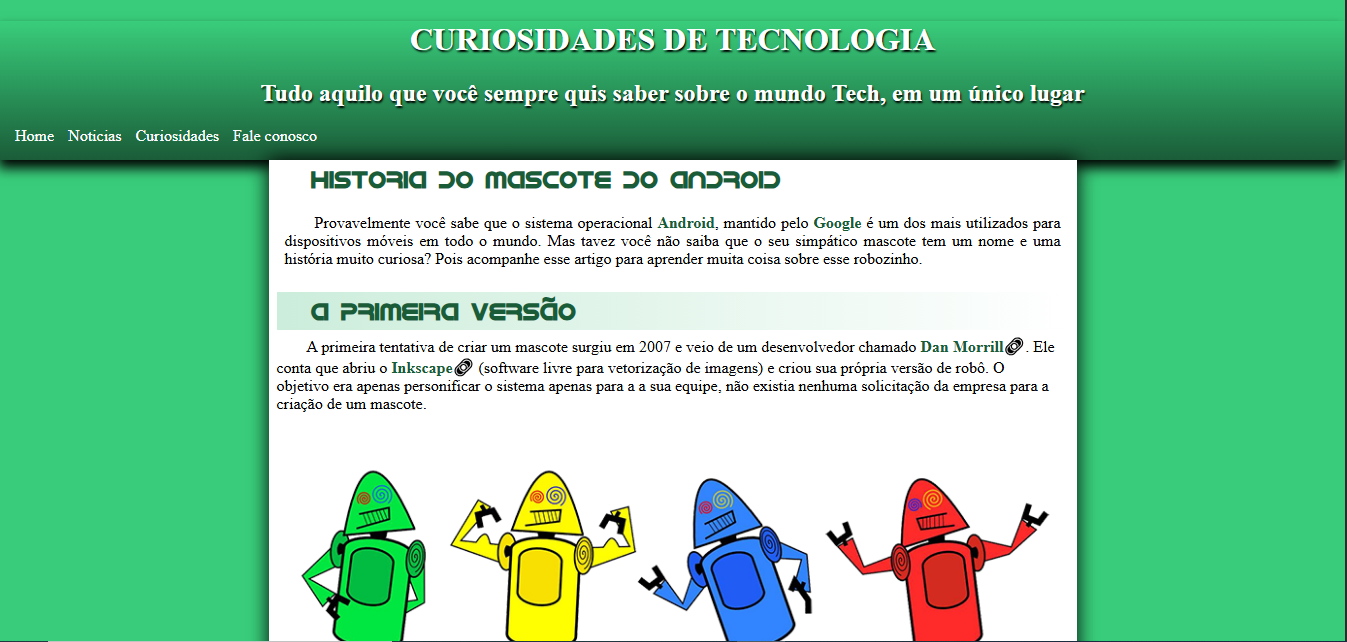 CURIOSIDADES DE TECNOLOGIA
Tudo aquilo que você sempre quis saber sobre o mundo Tech, em um único lugar
Home Noticias Curiosidades Fale conosco
HISTORIA DO MASCOTE DO ANDROID
Provavelmente você sabe que o sistema operacional Android, mantido pelo Google é um dos mais utilizados para
dispositivos móveis em todo o mundo. Mas tavez você não saiba que o seu simpático mascote tem um nome e uma
história muito curiosa? Pois acompanhe esse artigo para aprender muita coisa sobre esse robozinho.
A PRIMEIRA VERSÃO
A primeira tentativa de criar um mascote surgiu em 2007 e veio de um desenvolvedor chamado Dan Morrill. Ele
conta que abriu o Inkscape (software livre para vetorização de imagens) e criou sua própria versão de robô. O
objetivo era apenas personificar o sistema apenas para a a sua equipe, não existia nenhuma solicitação da empresa para a
criação de um mascote.